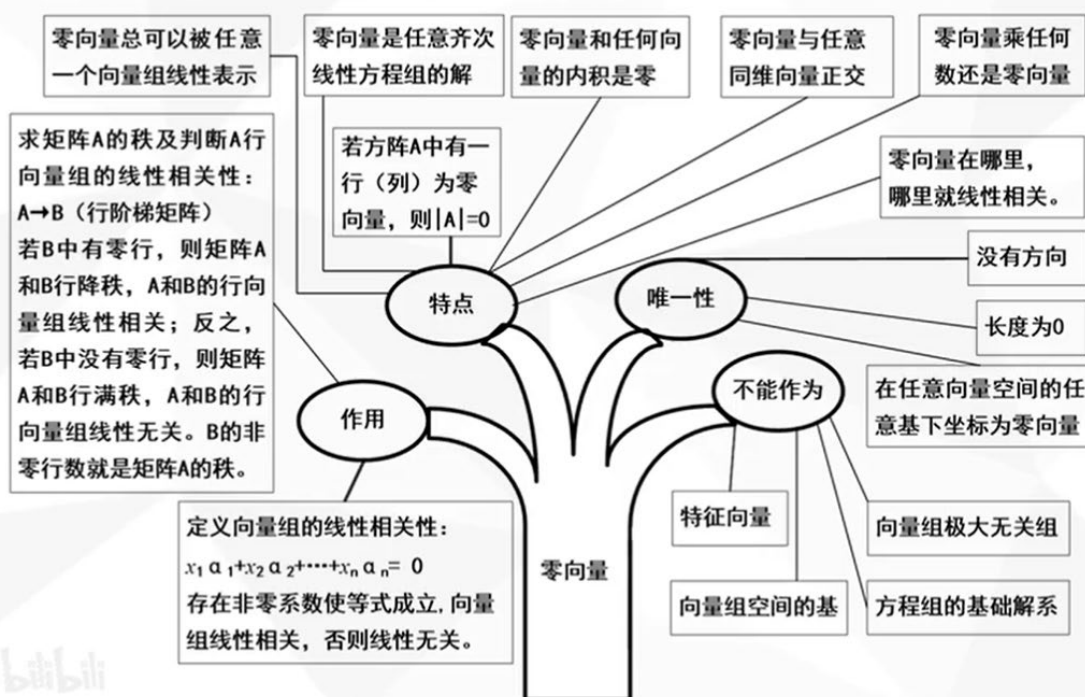 零向量总可以被任意
一个向量组线性表示
零向量是任意齐次
线性方程组的解
零向量和任何向
量的内积是零
零向量与任意
同维向量正交
零向量乘任何
数还是零向量
求矩阵A的秩及判断A行
向量组的线性相关性：
A→B（行阶梯矩阵）
若B中有零行，则矩阵A
和B行降秩，A和B的行向
量组线性相关；反之，
若B中没有零行，则矩阵
A和B行满秩，A和B的行
向量组线性无关。B的非
零行数就是矩阵A的秩。
若方阵A中有一
行（列）为零
向量，则|A|=0
零向量在哪里，
哪里就线性相关。
没有方向
长度为0
在任意向量空间的任
意基下坐标为零向量
特点
唯一性
作用
不能作为
特征向量
向量组极大无关组
向量组空间的基
方程组的基础解系
定义向量组的线性相关性：
x₁α₁+x₂α₂+⋯+xₙαₙ= 0
存在非零系数使等式成立,向量
组线性相关，否则线性无关。
零向量
bilibili